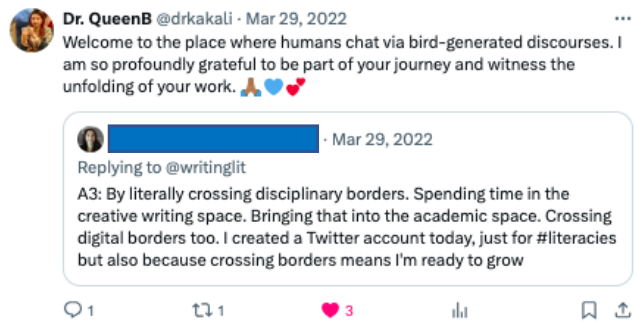 Dr. QueenB @drkakali · Mar 29, 2022
Welcome to the place where humans chat via bird-generated discourses. I
am so profoundly grateful to be part of your journey and witness the
unfolding of your work. 🙏🏾💙💕
· Mar 29, 2022
Replying to @writinglit
A3: By literally crossing disciplinary borders. Spending time in the
creative writing space. Bringing that into the academic space. Crossing
digital borders too. I created a Twitter account today, just for #literacies
but also because crossing borders means I'm ready to grow
1 1 3